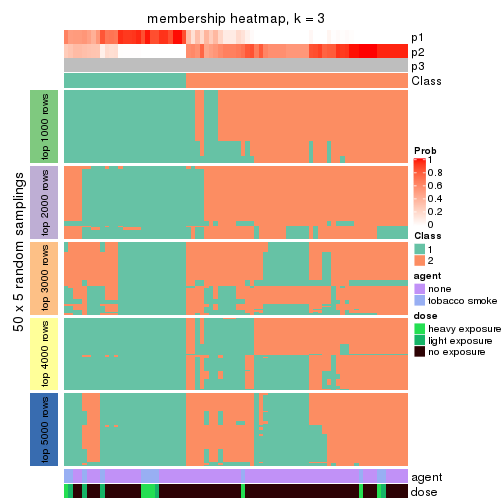 membership heatmap, k = 3
p1
p2
p3
Class
50 x 5 random samplings
top 1000 rows
top 2000 rows
top 3000 rows
top 4000 rows
top 5000 rows
Prob
1
0.8
0.6
0.4
0.2
0
Class
1
2
agent
none
tobacco smoke
dose
heavy exposure
light exposure
no exposure
agent
dose